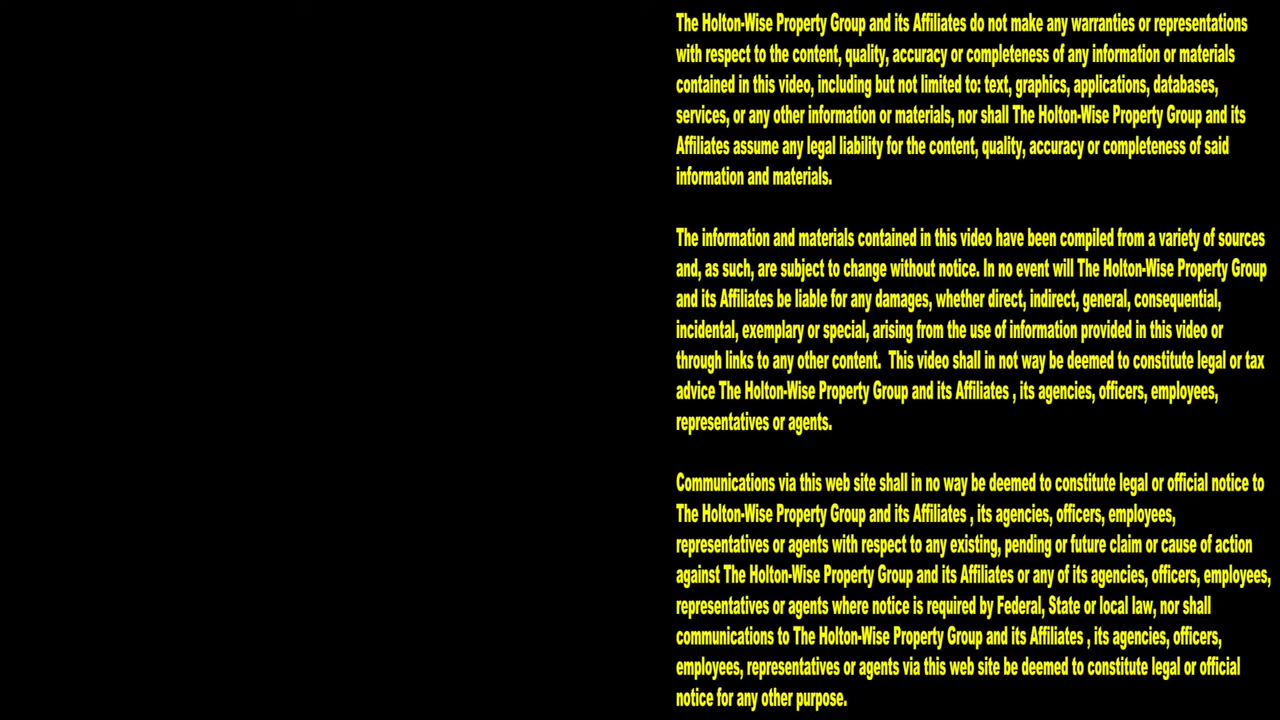 The Holton-Wise Property Group and its Affiliates do not make any warranties or representations
with respect to the content, quality, accuracy or completeness of any information or materials
contained in this video, including but not limited to: text, graphics, applications, databases,
services, or any other information or materials, nor shall The Holton-Wise Property Group and its
Affiliates assume any legal liability for the content, quality, accuracy or completeness of said
information and materials.
The information and materials contained in this video have been compiled from a variety of sources
and, as such, are subject to change without notice. In no event will The Holton-Wise Property Group
and its Affiliates be liable for any damages, whether direct, indirect, general, consequential,
incidental, exemplary or special, arising from the use of information provided in this video or
through links to any other content.  This video shall in not way be deemed to constitute legal or tax
advice The Holton-Wise Property Group and its Affiliates , its agencies, officers, employees,
representatives or agents.
Communications via this web site shall in no way be deemed to constitute legal or official notice to
The Holton-Wise Property Group and its Affiliates , its agencies, officers, employees,
representatives or agents with respect to any existing, pending or future claim or cause of action
against The Holton-Wise Property Group and its Affiliates or any of its agencies, officers, employees,
representatives or agents where notice is required by Federal, State or local law, nor shall
communications to The Holton-Wise Property Group and its Affiliates , its agencies, officers,
employees, representatives or agents via this web site be deemed to constitute legal or official
notice for any other purpose.